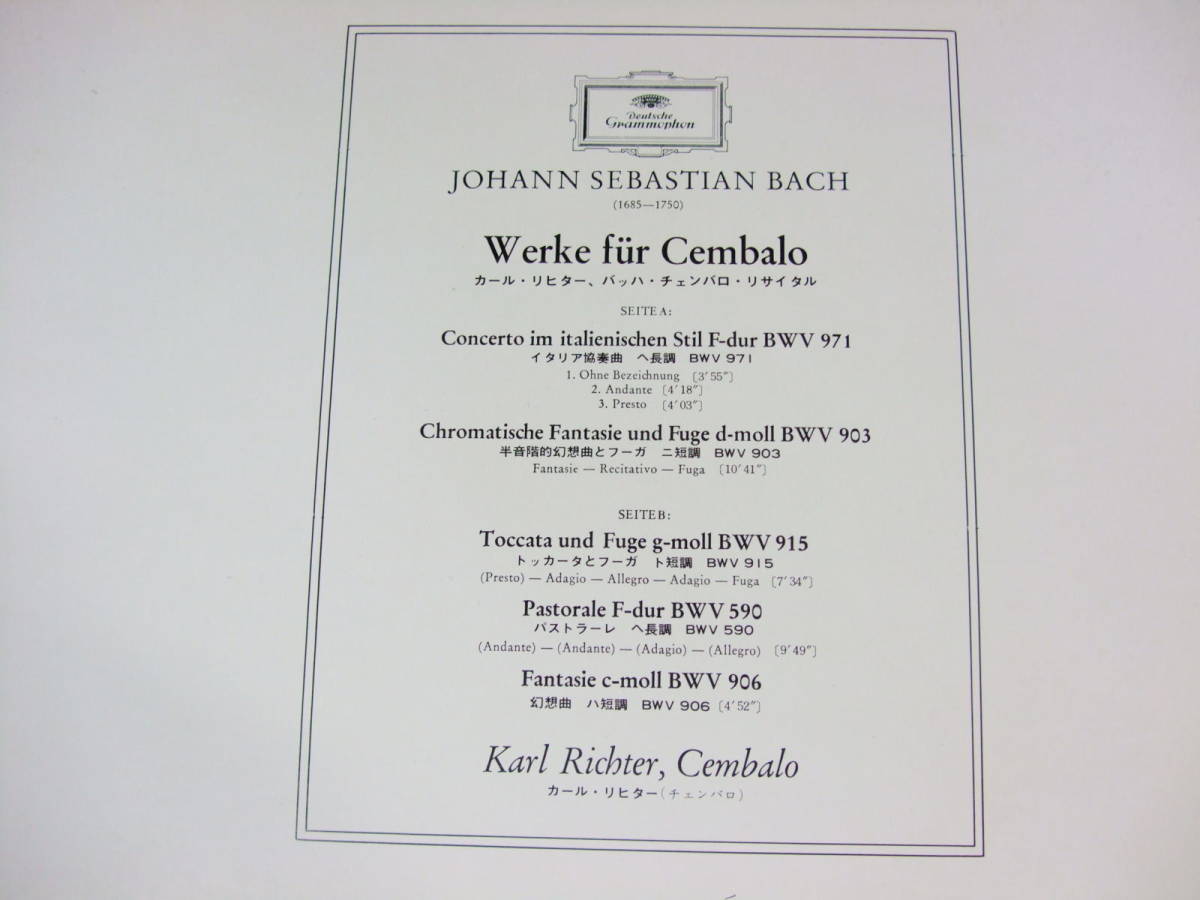 Deutsche
Grammophon
JOHANN SEBASTIAN BACH
(1685—1750)
Werke für Cembalo
カール・リヒター、バッハ・チェンバロ・リサイタル
SEITE A:
Concerto im italienischen Stil F-dur BWV 971
イタリア協奏曲 ヘ長調 BWV 971
1. Ohne Bezeichnung 〔3′55″〕
2. Andante 〔4′18″〕
3. Presto 〔4′03″〕
Chromatische Fantasie und Fuge d-moll BWV 903
半音階的幻想曲とフーガ ニ短調 BWV 903
Fantasie — Recitativo — Fuga 〔10′41″〕
SEITE B:
Toccata und Fuge g-moll BWV 915
トッカータとフーガ ト短調 BWV 915
(Presto) — Adagio — Allegro — Adagio — Fuga 〔7′34″〕
Pastorale F-dur BWV 590
パストラーレ ヘ長調 BWV 590
(Andante) — (Andante) — (Adagio) — (Allegro) 〔9′49″〕
Fantasie c-moll BWV 906
幻想曲 ハ短調 BWV 906 〔4′52″〕
Karl Richter, Cembalo
カール・リヒター(チェンバロ)